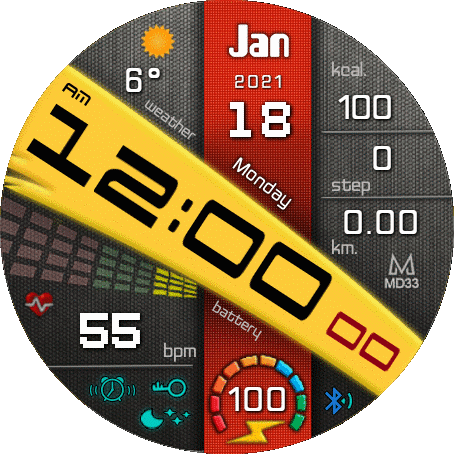 Jan
2021
18
Monday
6°
weather
kcal.
100
0
step
0.00
km.
MD33
Am
12:00
00
55
bpm
battery
100